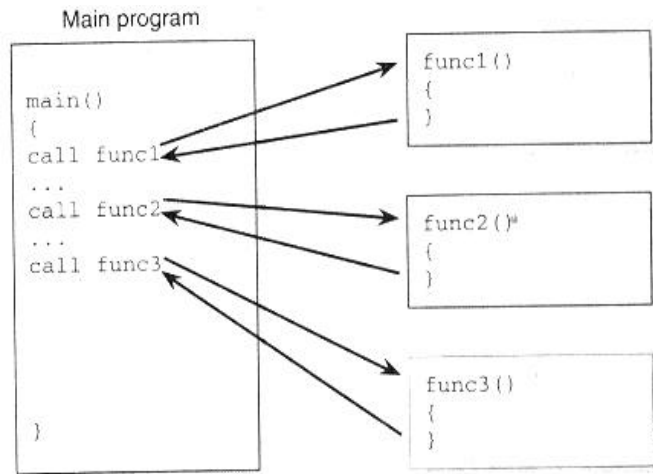 Main program
main()
{
call func1
...
call func2
...
call func3
}
func1()
{
}
func2()
{
}
func3()
{
}